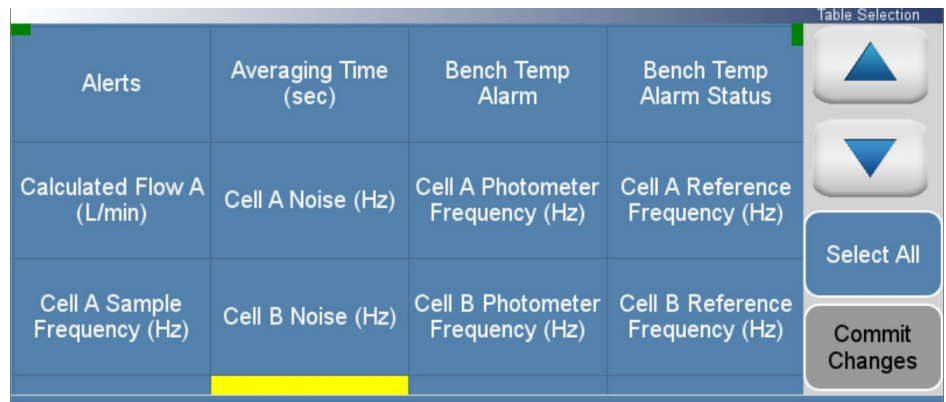 Table Selection
Alerts
Averaging Time
(sec)
Bench Temp
Alarm
Bench Temp
Alarm Status
Calculated Flow A
(L/min)
Cell A Noise (Hz)
Cell A Photometer
Frequency (Hz)
Cell A Reference
Frequency (Hz)
Select All
Cell A Sample
Frequency (Hz)
Cell B Noise (Hz)
Cell B Photometer
Frequency (Hz)
Cell B Reference
Frequency (Hz)
Commit
Changes